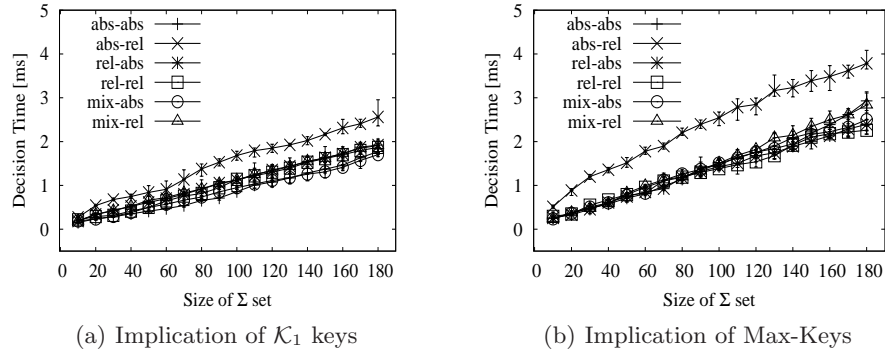 5
4
3
2
1
0
Decision Time [ms]
abs-abs
abs-rel
rel-abs
rel-rel
mix-abs
mix-rel
0 20 40 60 80 100 120 140 160 180
Size of Σ set
(a) Implication of 𝒦₁ keys
5
4
3
2
1
0
Decision Time [ms]
abs-abs
abs-rel
rel-abs
rel-rel
mix-abs
mix-rel
0 20 40 60 80 100 120 140 160 180
Size of Σ set
(b) Implication of Max-Keys